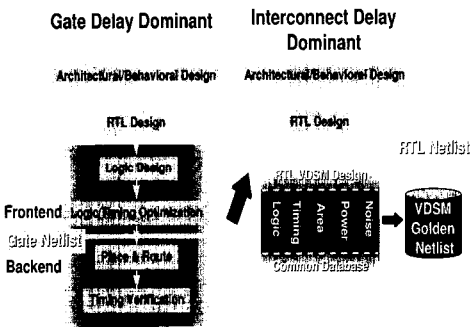 Gate Delay Dominant
Interconnect Delay
Dominant
Architectural/Behavioral Design
Architectural/Behavioral Design
RTL Design
RTL Design
RTL Netlist
Logic Design
RTL VDSM Design
Frontend
Logic/Timing Optimization
Gate Netlist
Backend
Place & Route
Timing Verification
Logic
Timing
Area
Power
Noise
Common Database
VDSM
Golden
Netlist